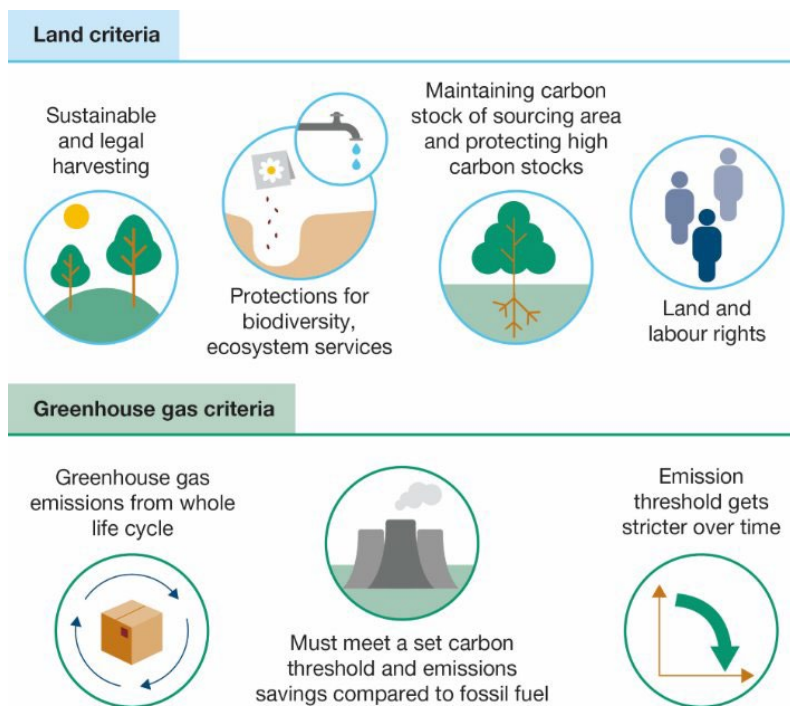 Land criteria
Sustainable
and legal
harvesting
Protections for
biodiversity,
ecosystem services
Maintaining carbon
stock of sourcing area
and protecting high
carbon stocks
Land and
labour rights
Greenhouse gas criteria
Greenhouse gas
emissions from whole
life cycle
Must meet a set carbon
threshold and emissions
savings compared to fossil fuel
Emission
threshold gets
stricter over time